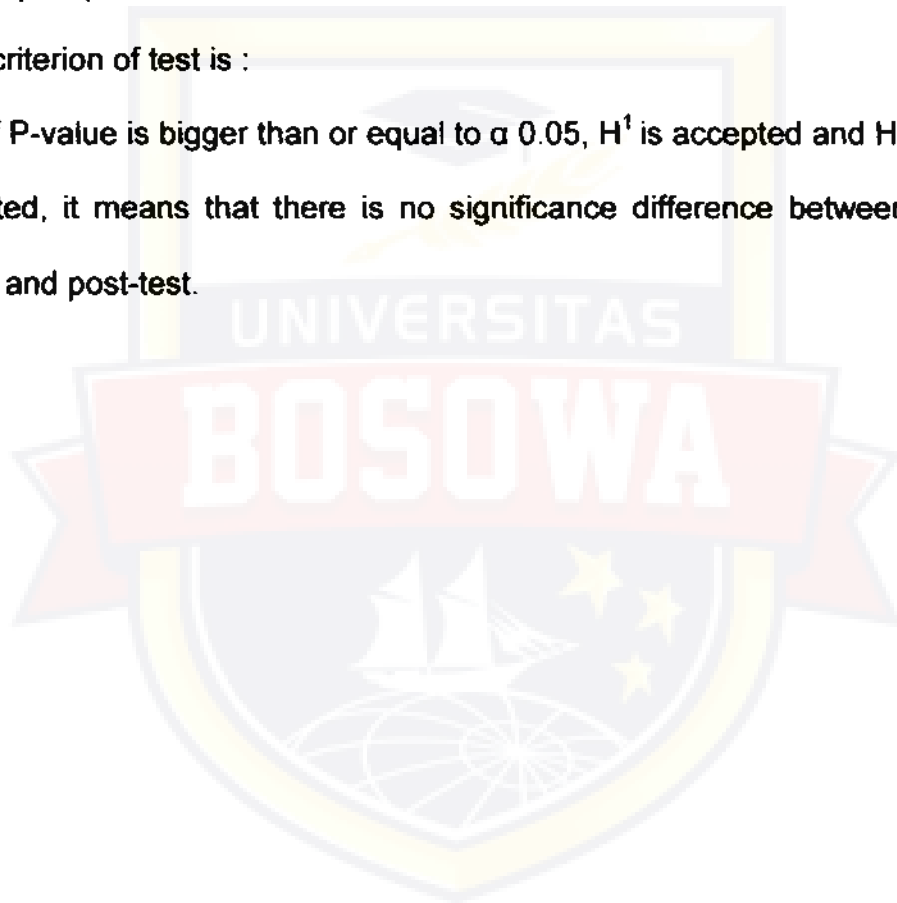 criterion of test is :
P-value is bigger than or equal to α 0.05, H¹ is accepted and H
ted, it means that there is no significance difference between
and post-test.
UNIVERSITAS
BOSOWA